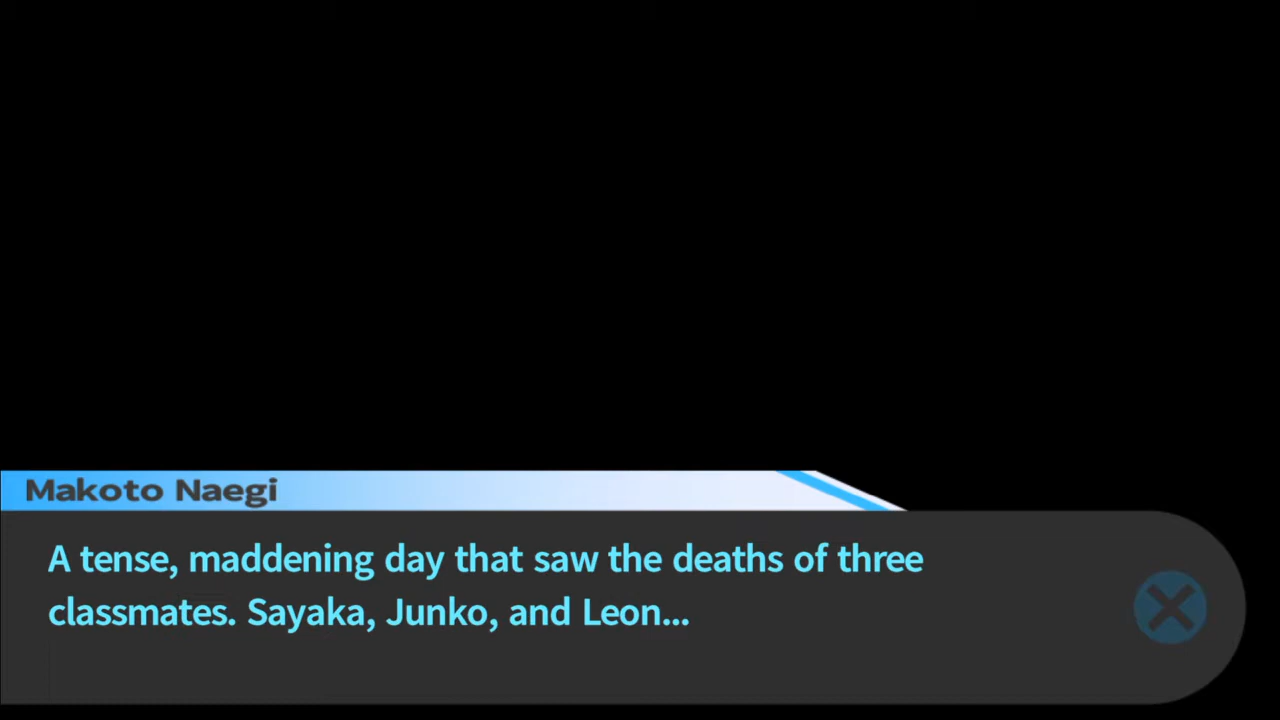 Makoto Naegi
A tense, maddening day that saw the deaths of three
classmates. Sayaka, Junko, and Leon...